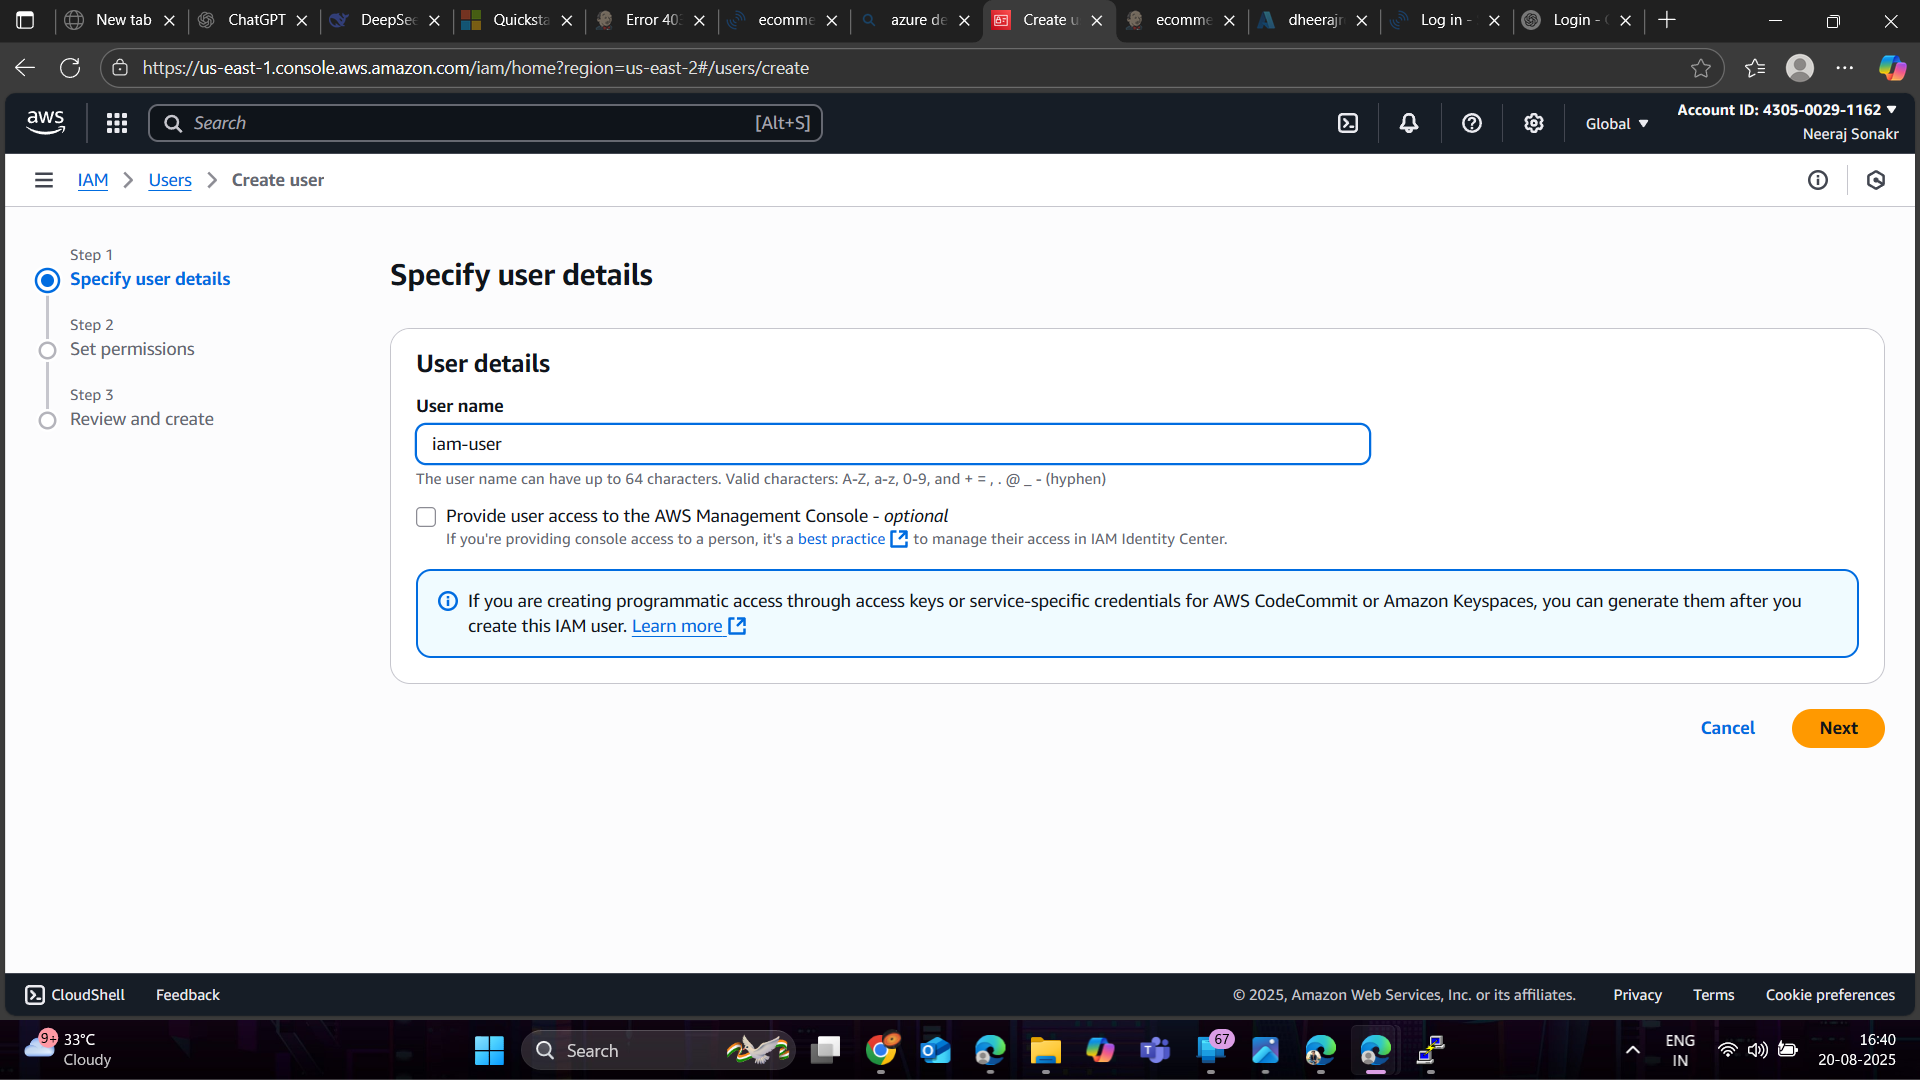 New tab
ChatGPT
DeepSee
Quicksta
Error 403
ecomme
azure de
Create u
ecomme
dheerajr
Log in -
Login -
https://us-east-1.console.aws.amazon.com/iam/home?region=us-east-2#/users/create
aws
Search
[Alt+S]
Global
Account ID: 4305-0029-1162
Neeraj Sonakr
IAM
Users
Create user
Step 1
Specify user details
Step 2
Set permissions
Step 3
Review and create
Specify user details
User details
User name
iam-user
The user name can have up to 64 characters. Valid characters: A-Z, a-z, 0-9, and + = , . @ _ - (hyphen)
Provide user access to the AWS Management Console - optional
If you're providing console access to a person, it's a best practice to manage their access in IAM Identity Center.
If you are creating programmatic access through access keys or service-specific credentials for AWS CodeCommit or Amazon Keyspaces, you can generate them after you
create this IAM user. Learn more
Cancel
Next
CloudShell
Feedback
© 2025, Amazon Web Services, Inc. or its affiliates.
Privacy
Terms
Cookie preferences
9+
33°C
Cloudy
Search
67
ENG
IN
16:40
20-08-2025